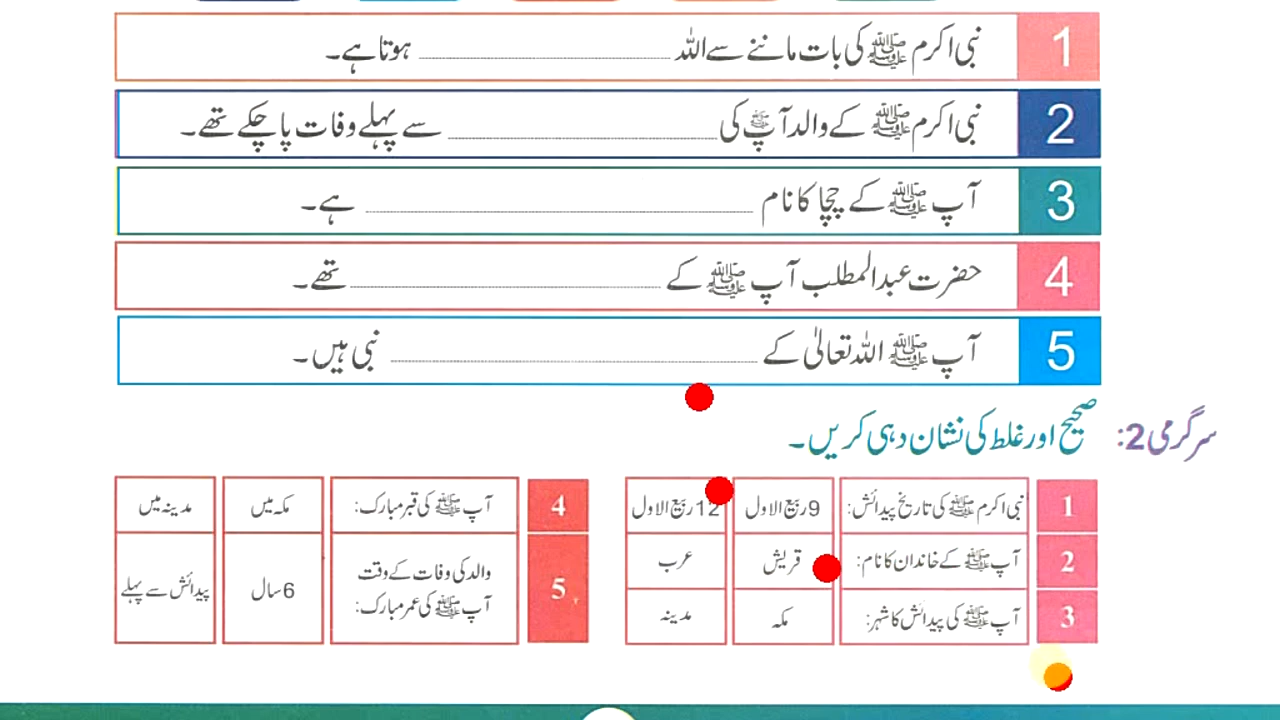 1 نبی اکرم ﷺ کی بات ماننے سے اللہ ۔۔۔۔۔۔۔۔ ہوتا ہے۔
2 نبی اکرم ﷺ کے والد آپ ﷺ کی ۔۔۔۔۔۔۔۔ سے پہلے وفات پا چکے تھے۔
3 آپ ﷺ کے چچا کا نام ۔۔۔۔۔۔۔۔ ہے۔
4 حضرت عبدالمطلب آپ ﷺ کے ۔۔۔۔۔۔۔۔ تھے۔
5 آپ ﷺ اللہ تعالیٰ کے ۔۔۔۔۔۔۔۔ نبی ہیں۔
سرگرمی 2: صحیح اور غلط کی نشان دہی کریں۔
1 نبی اکرم ﷺ کی تاریخ پیدائش: 9 ربیع الاول 12 ربیع الاول
2 آپ ﷺ کے خاندان کا نام: قریش عرب
3 آپ ﷺ کی پیدائش کا شہر: مکہ مدینہ
4 آپ ﷺ کی قبر مبارک: مکہ میں مدینہ میں
5 والد کی وفات کے وقت
آپ ﷺ کی عمر مبارک: 6 سال پیدائش سے پہلے